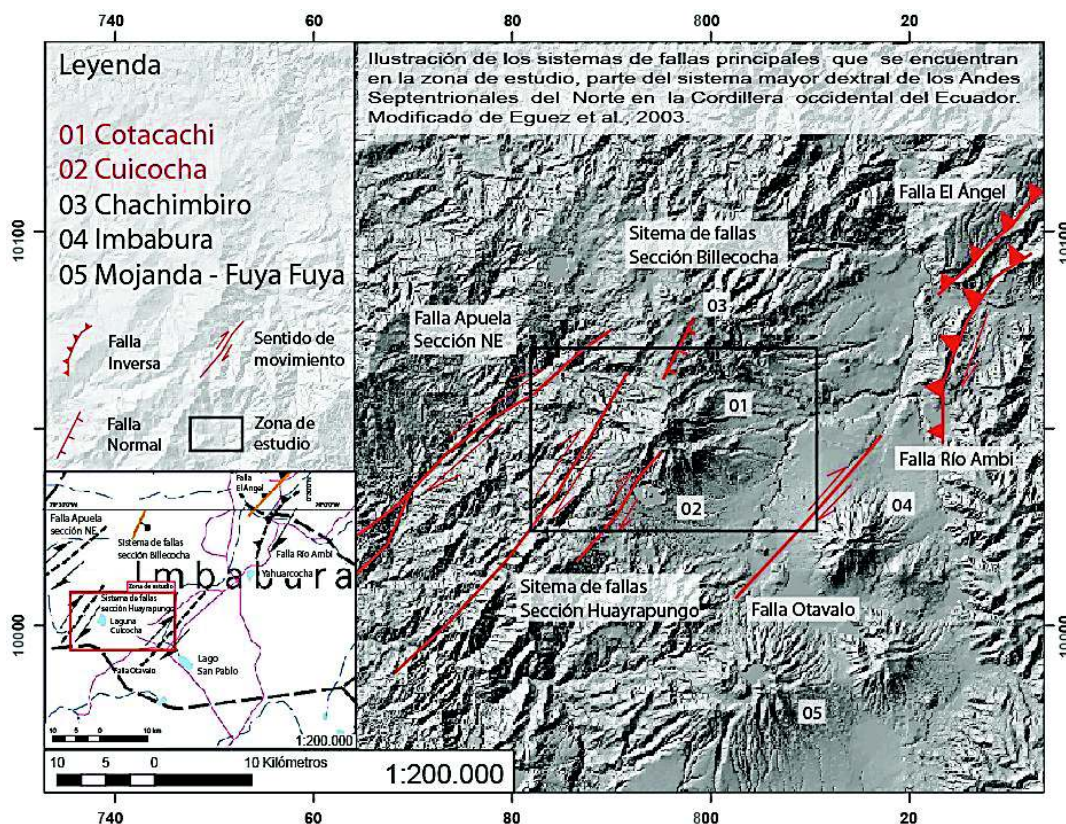 740
60
80
800
20
Leyenda
01 Cotacachi
02 Cuicocha
03 Chachimbiro
04 Imbabura
05 Mojanda - Fuya Fuya
Falla
Inversa
Sentido de
movimiento
Falla
Normal
Zona de
estudio
Ilustración de los sistemas de fallas principales que se encuentran
en la zona de estudio, parte del sistema mayor dextral de los Andes
Septentrionales del Norte en la Cordillera occidental del Ecuador.
Modificado de Eguez et al., 2003.
10100
10100
Falla El Ángel
Sitema de fallas
Sección Billecocha
03
Falla Apuela
Sección NE
01
Falla Río Ambi
02
04
Sitema de fallas
Sección Huayrapungo
Falla Otavalo
05
10000
10000
Falla
El Ángel
Falla Apuela
sección NE
Sistema de fallas
sección Billecocha
Falla Río Ambi
Imbabura
Yahuarcocha
Zona de estudio
Sistema de fallas
sección Huayrapungo
Laguna
Cuicocha
Falla Otavalo
Lago
San Pablo
10 5 0 10 km
1:200.000
10 5 0 10 Kilómetros
1:200.000
740
60
80
800
20